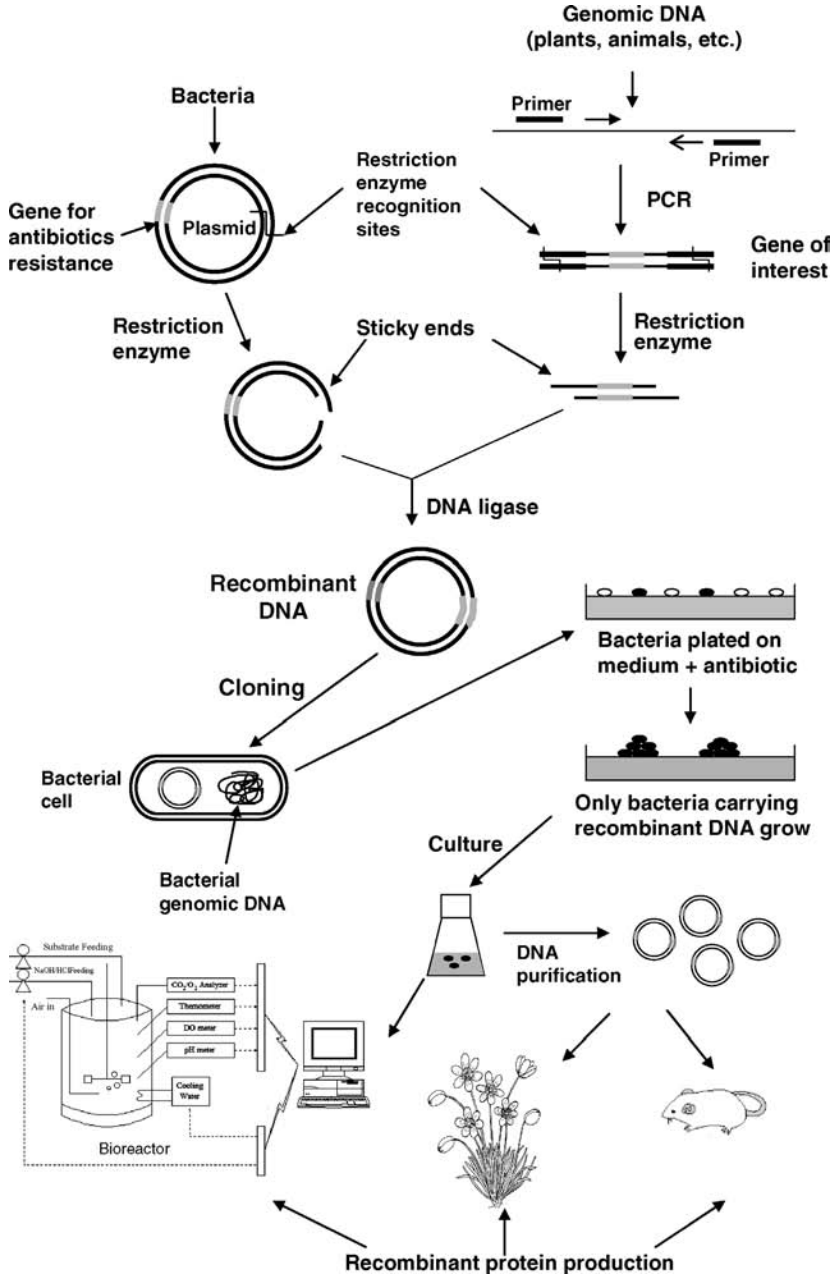 Genomic DNA
(plants, animals, etc.)
Bacteria
Primer
Primer
Restriction
enzyme
recognition
sites
PCR
Gene for
antibiotics
resistance
Plasmid
Gene of
interest
Restriction
enzyme
Sticky ends
Restriction
enzyme
DNA ligase
Recombinant
DNA
Bacteria plated on
medium + antibiotic
Cloning
Bacterial
cell
Only bacteria carrying
recombinant DNA grow
Culture
Bacterial
genomic DNA
DNA
purification
Substrate Feeding
NaOH/HClFeeding
Air in
CO2/O2 Analyzer
Thermometer
DO meter
pH meter
Cooling
Water
Bioreactor
Recombinant protein production